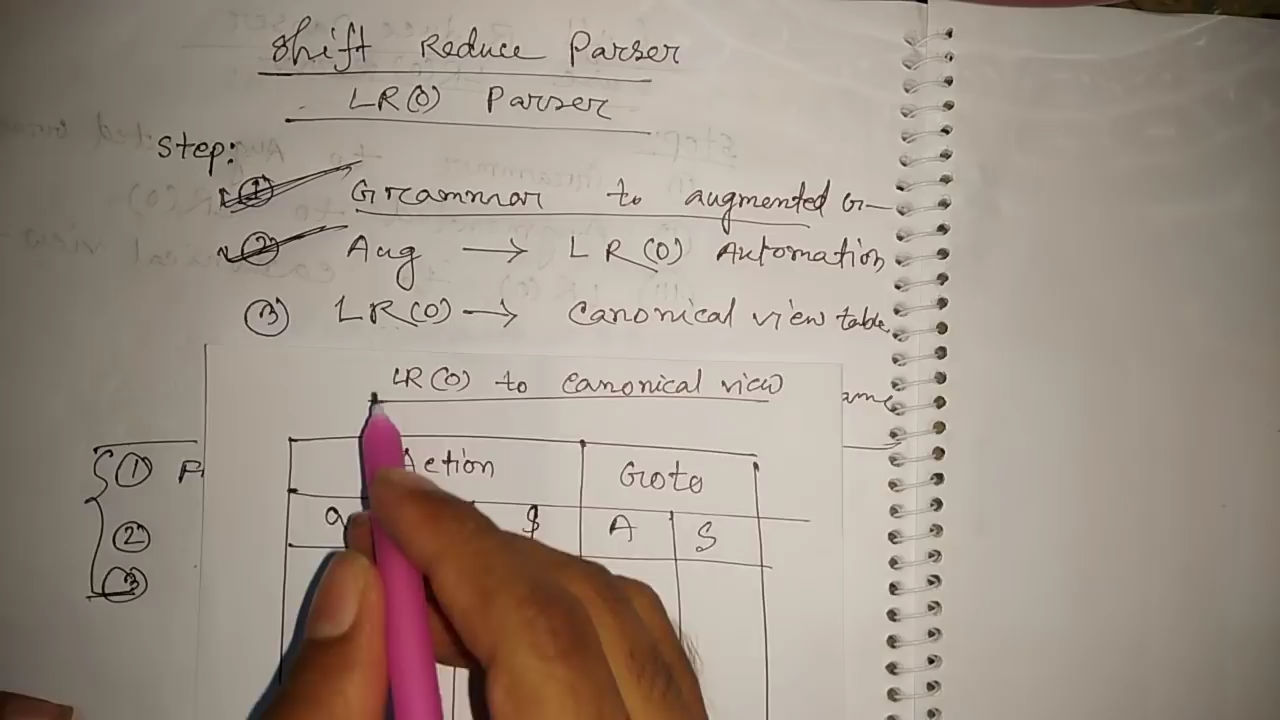 Shift Reduce Parser
LR(0) Parser
Step:
① Grammar to augmented G
② Aug → LR(0) Automation
③ LR(0) → Canonical view table
LR(0) to canonical view
Action Goto
a $ A S
①
②
③